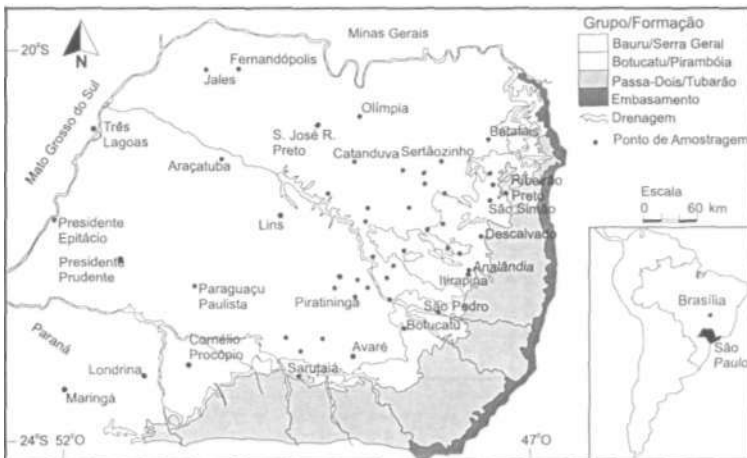 20°S
N
Minas Gerais
Fernandópolis
Jales
Mato Grosso do Sul
Três
Lagoas
Olímpia
S. José R.
Preto
Batatais
Catanduva
Sertãozinho
Araçatuba
Ribeirão
Preto
São Simão
Lins
Presidente
Epitácio
Descalvado
Presidente
Prudente
Analândia
Itirapina
Paraguaçu
Paulista
Piratininga
São Pedro
Botucatu
Paraná
Cornélio
Procópio
Avaré
Londrina
Sarutaiá
Maringá
24°S
52°O
47°O
Grupo/Formação
Bauru/Serra Geral
Botucatu/Pirambóia
Passa-Dois/Tubarão
Embasamento
Drenagem
Ponto de Amostragem
Escala
0 60 km
Brasília
São
Paulo